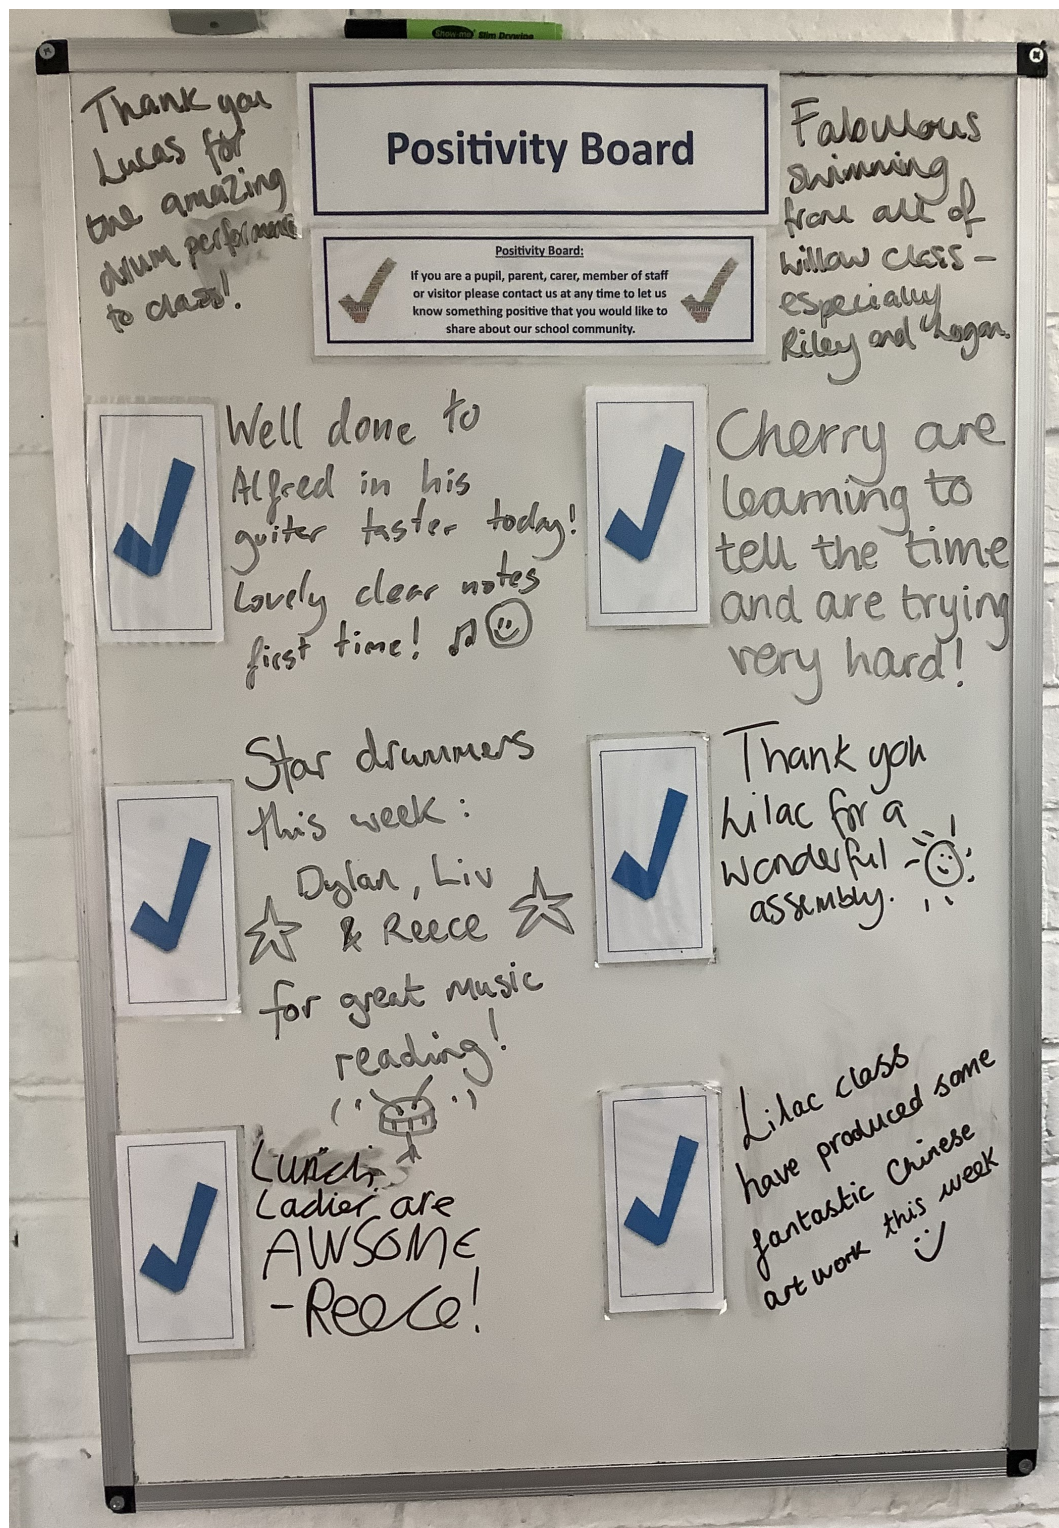 Show-me Slim Drywipe
Positivity Board
Positivity Board:
If you are a pupil, parent, carer, member of staff
or visitor please contact us at any time to let us
know something positive that you would like to
share about our school community.
Thank you
Lucas for
the amazing
drum performance
to class!
Fabulous
swimming
from all of
Willow class –
especially
Riley and Logan.
Well done to
Alfred in his
guiter taster today!
Lovely clear notes
first time!
Cherry are
learning to
tell the time
and are trying
very hard!
Star drummers
this week:
Dylan, Liv
& Reece
for great music
reading!
Thank you
Lilac for a
wonderful
assembly.
Lunch
Ladies are
AWSOME
-Reece!
Lilac class
have produced some
fantastic Chinese
art work this week